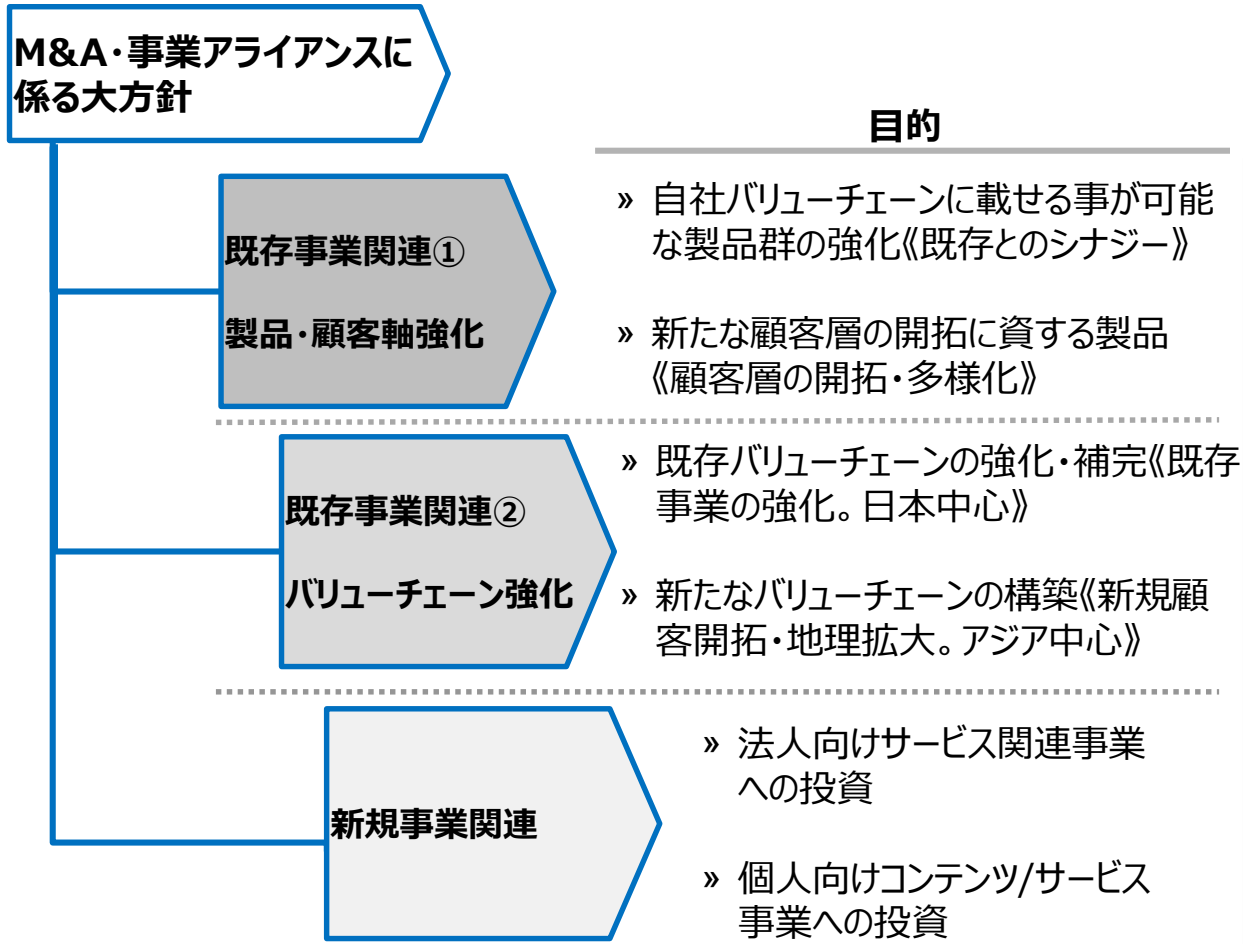 M&A・事業アライアンスに
係る大方針
目的
既存事業関連①
製品・顧客軸強化
» 自社バリューチェーンに載せる事が可能
な製品群の強化《既存とのシナジー》
» 新たな顧客層の開拓に資する製品
《顧客層の開拓・多様化》
既存事業関連②
バリューチェーン強化
» 既存バリューチェーンの強化・補完《既存
事業の強化。日本中心》
» 新たなバリューチェーンの構築《新規顧
客開拓・地理拡大。アジア中心》
新規事業関連
» 法人向けサービス関連事業
への投資
» 個人向けコンテンツ/サービス
事業への投資